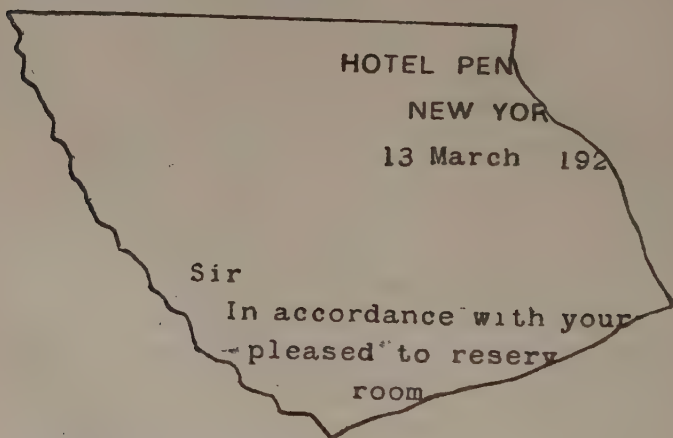 HOTEL PEN
NEW YOR
13 March 192
Sir
In accordance with your
pleased to reserv
room